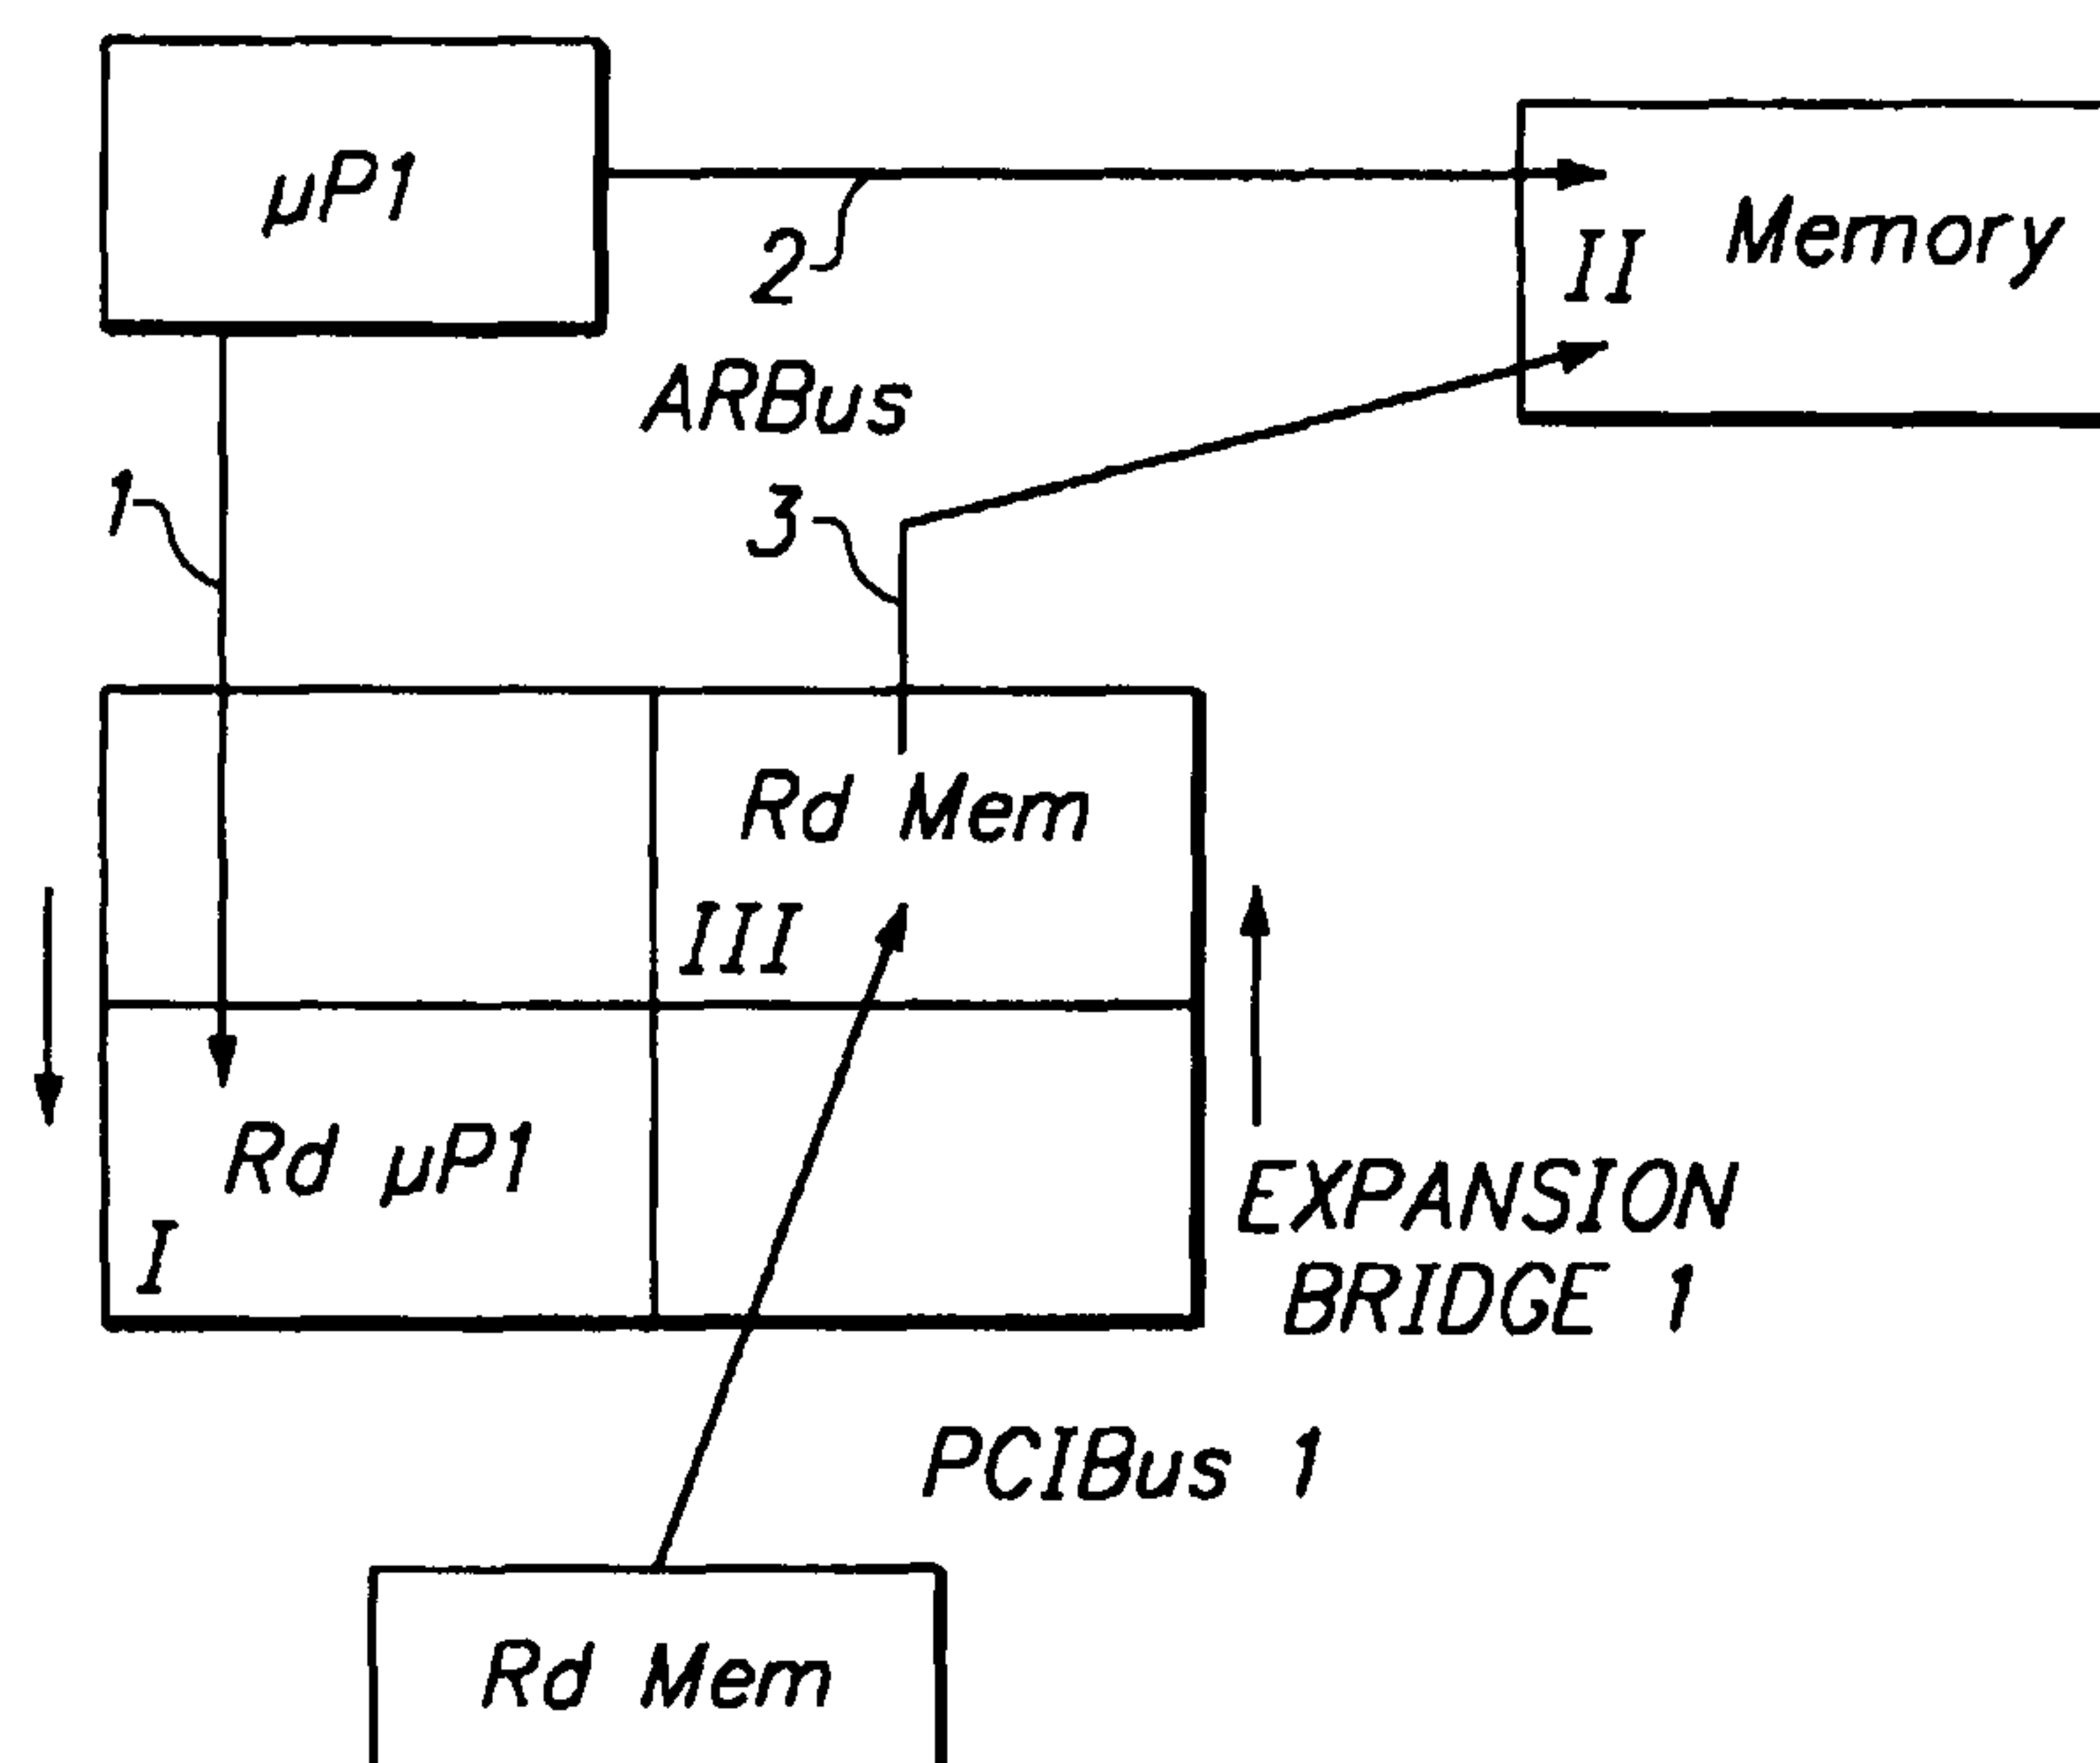 µP1
Memory
II
2
ARBus
1
3
Rd Mem
III
Rd µP1
I
EXPANSION
BRIDGE 1
PCIBus 1
Rd Mem